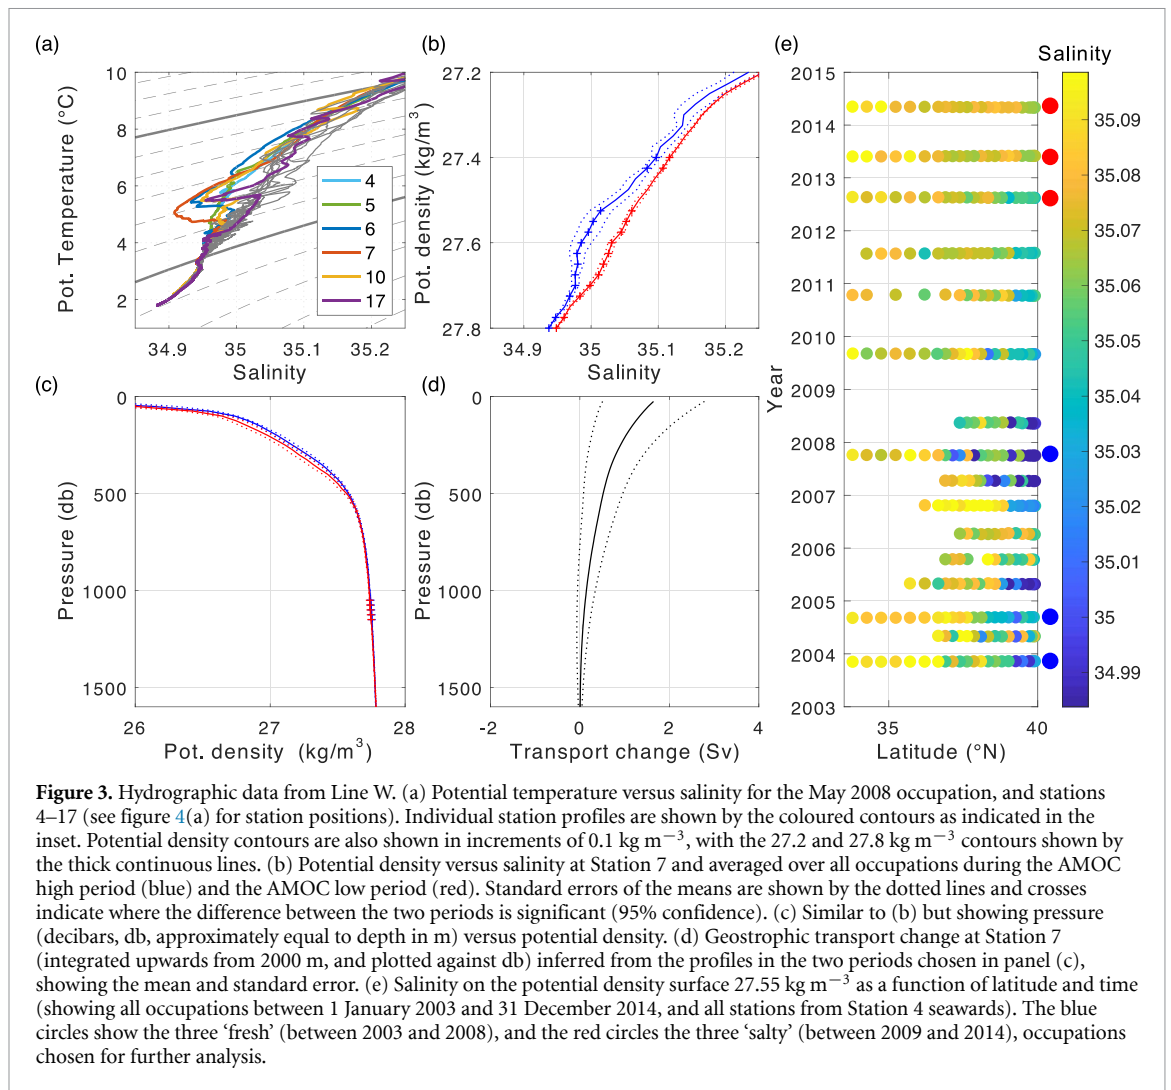 (a)
10
8
6
4
2
Pot. Temperature (°C)
34.9
35
35.1
35.2
Salinity
4
5
6
7
10
17
(b)
27.2
27.4
27.6
27.8
Pot. density (kg/m³)
34.9
35
35.1
35.2
Salinity
(c)
0
500
1000
1500
Pressure (db)
26
27
28
Pot. density (kg/m³)
(d)
0
500
1000
1500
Pressure (db)
-2
0
2
4
Transport change (Sv)
(e)
Salinity
2015
2014
2013
2012
2011
2010
2009
2008
2007
2006
2005
2004
2003
Year
35
40
Latitude (°N)
35.09
35.08
35.07
35.06
35.05
35.04
35.03
35.02
35.01
35
34.99
Figure 3. Hydrographic data from Line W. (a) Potential temperature versus salinity for the May 2008 occupation, and stations
4–17 (see figure 4(a) for station positions). Individual station profiles are shown by the coloured contours as indicated in the
inset. Potential density contours are also shown in increments of 0.1 kg m⁻³, with the 27.2 and 27.8 kg m⁻³ contours shown by
the thick continuous lines. (b) Potential density versus salinity at Station 7 and averaged over all occupations during the AMOC
high period (blue) and the AMOC low period (red). Standard errors of the means are shown by the dotted lines and crosses
indicate where the difference between the two periods is significant (95% confidence). (c) Similar to (b) but showing pressure
(decibars, db, approximately equal to depth in m) versus potential density. (d) Geostrophic transport change at Station 7
(integrated upwards from 2000 m, and plotted against db) inferred from the profiles in the two periods chosen in panel (c),
showing the mean and standard error. (e) Salinity on the potential density surface 27.55 kg m⁻³ as a function of latitude and time
(showing all occupations between 1 January 2003 and 31 December 2014, and all stations from Station 4 seawards). The blue
circles show the three ‘fresh’ (between 2003 and 2008), and the red circles the three ‘salty’ (between 2009 and 2014), occupations
chosen for further analysis.